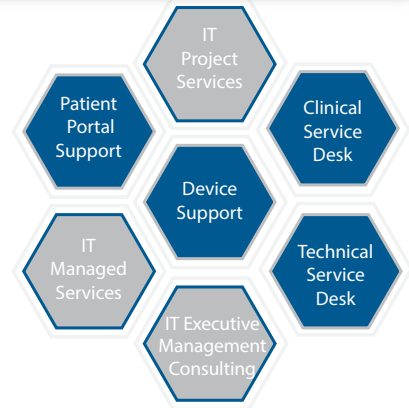 IT
Project
Services
Patient
Portal
Support
Clinical
Service
Desk
Device
Support
IT
Managed
Services
Technical
Service
Desk
IT Executive
Management
Consulting